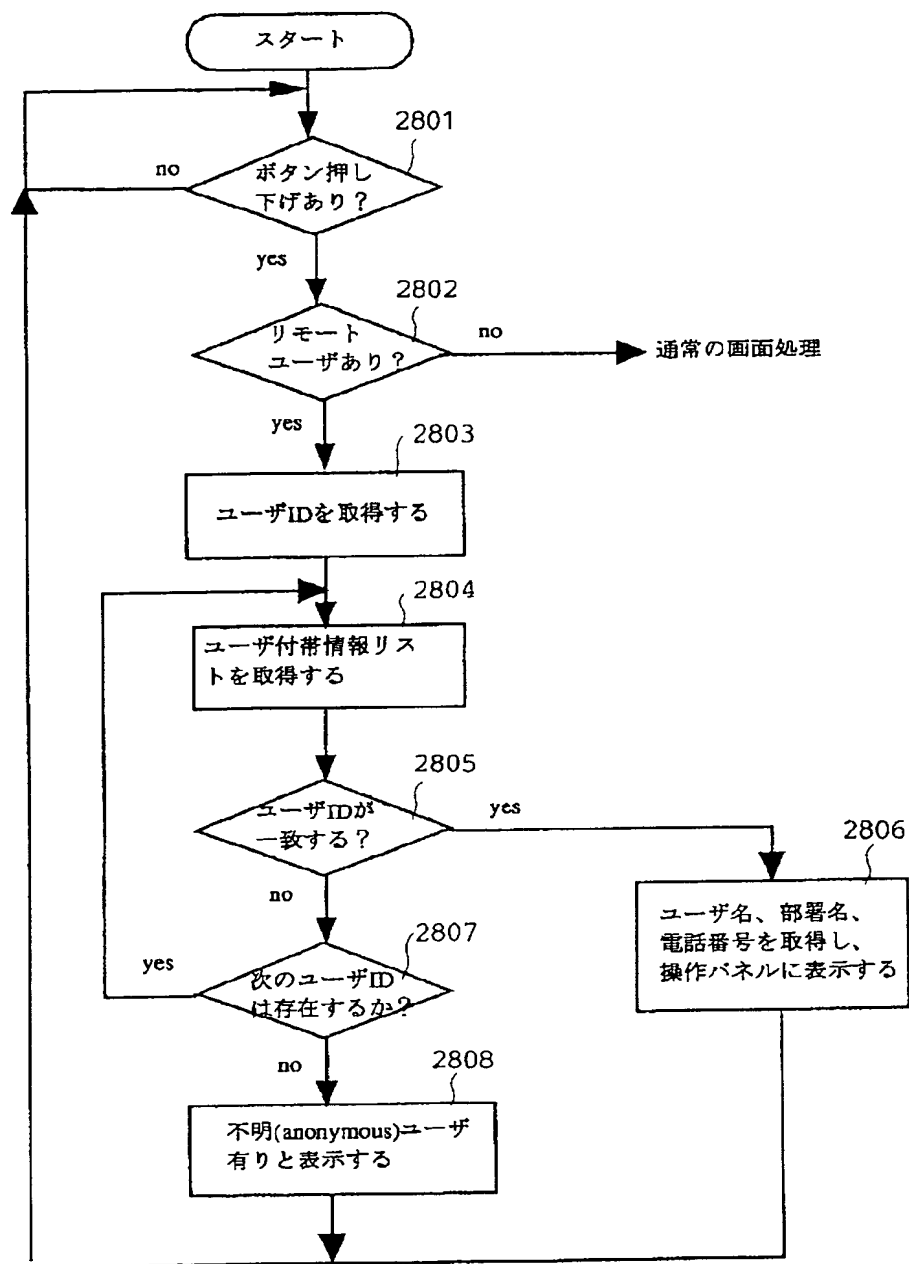 スタート
2801
no
ボタン押し
下げあり？
yes
2802
リモート
ユーザあり？
no
通常の画面処理
yes
2803
ユーザIDを取得する
2804
ユーザ付帯情報リス
トを取得する
2805
ユーザIDが
一致する？
yes
2806
ユーザ名、部署名、
電話番号を取得し、
操作パネルに表示する
no
2807
yes
次のユーザID
は存在するか？
no
2808
不明(anonymous)ユーザ
有りと表示する